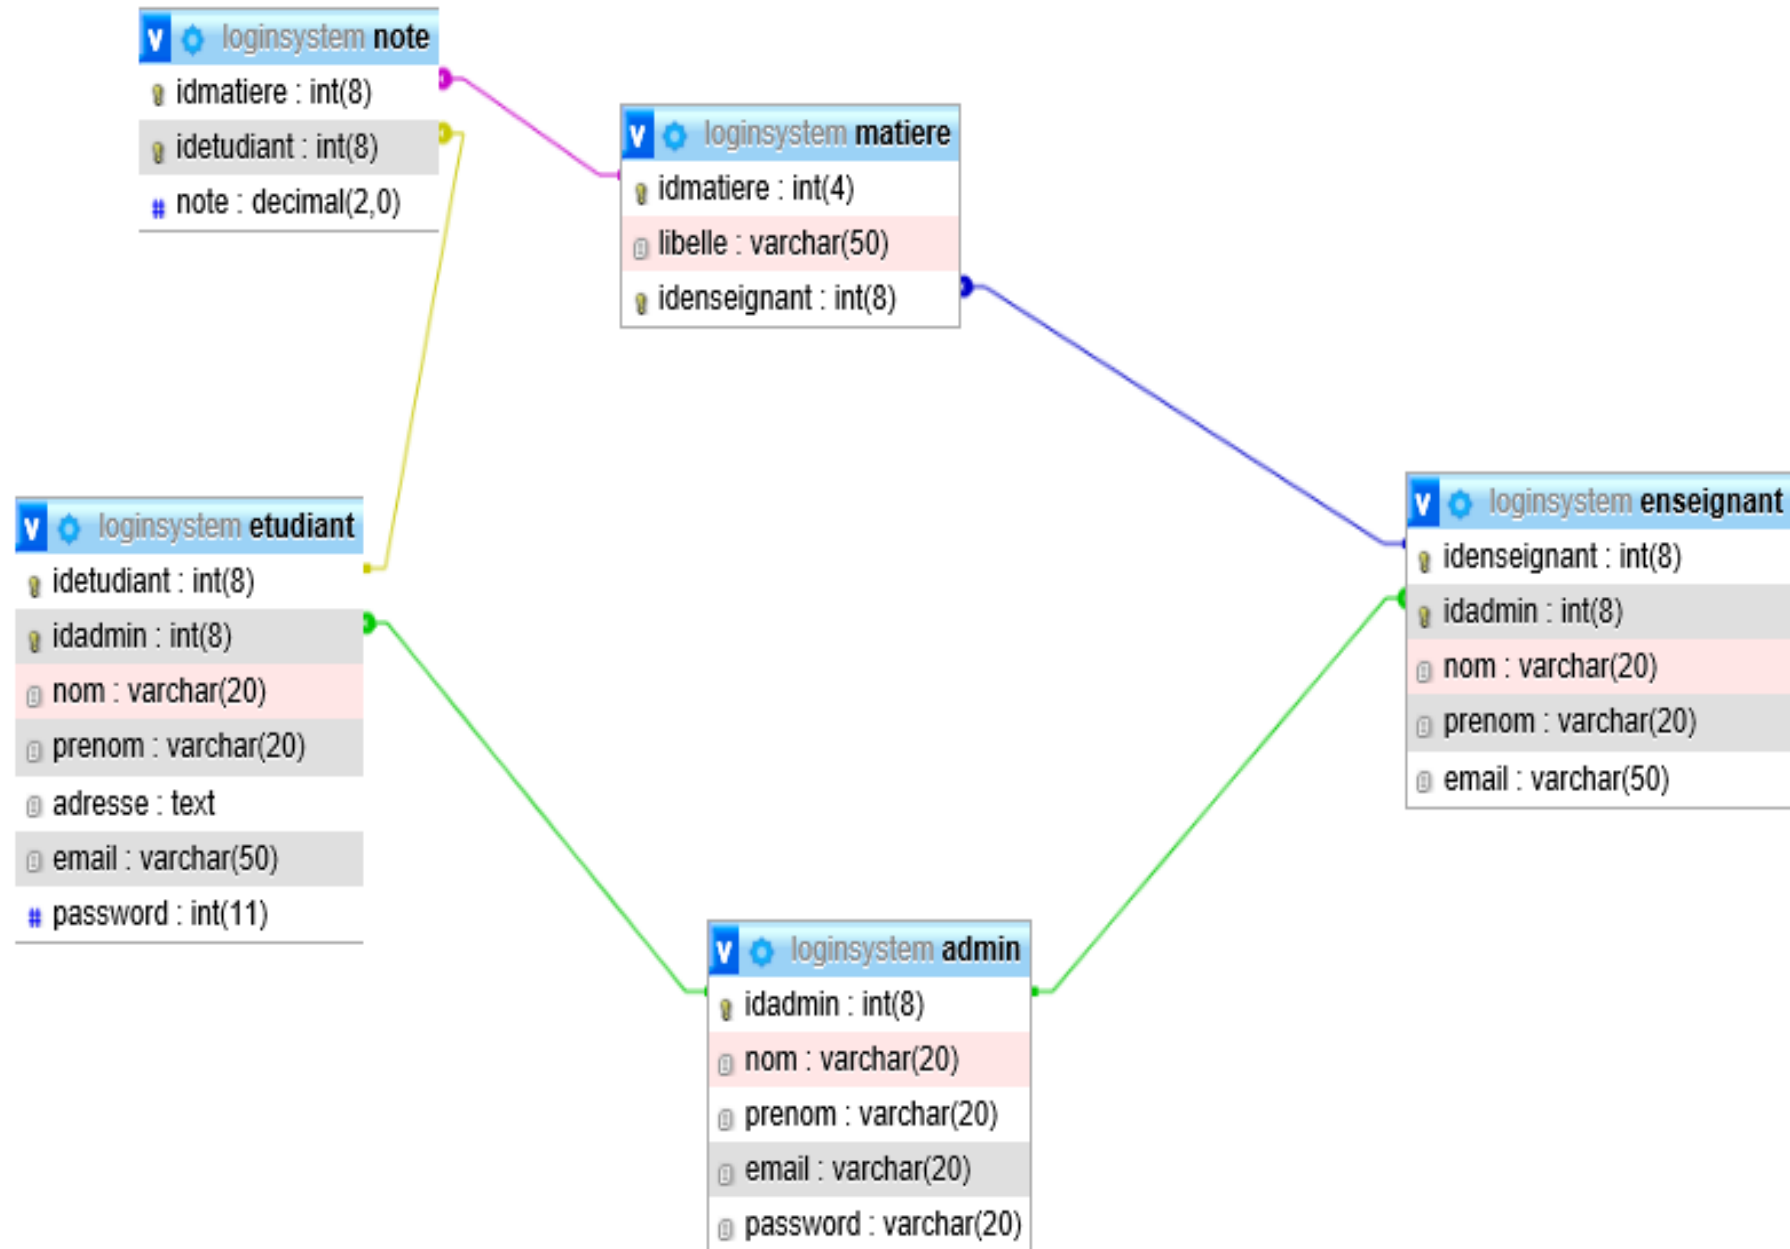 v loginsystem note
idmatiere : int(8)
idetudiant : int(8)
# note : decimal(2,0)
v loginsystem matiere
idmatiere : int(4)
libelle : varchar(50)
idenseignant : int(8)
v loginsystem etudiant
idetudiant : int(8)
idadmin : int(8)
nom : varchar(20)
prenom : varchar(20)
adresse : text
email : varchar(50)
# password : int(11)
v loginsystem enseignant
idenseignant : int(8)
idadmin : int(8)
nom : varchar(20)
prenom : varchar(20)
email : varchar(50)
v loginsystem admin
idadmin : int(8)
nom : varchar(20)
prenom : varchar(20)
email : varchar(20)
password : varchar(20)